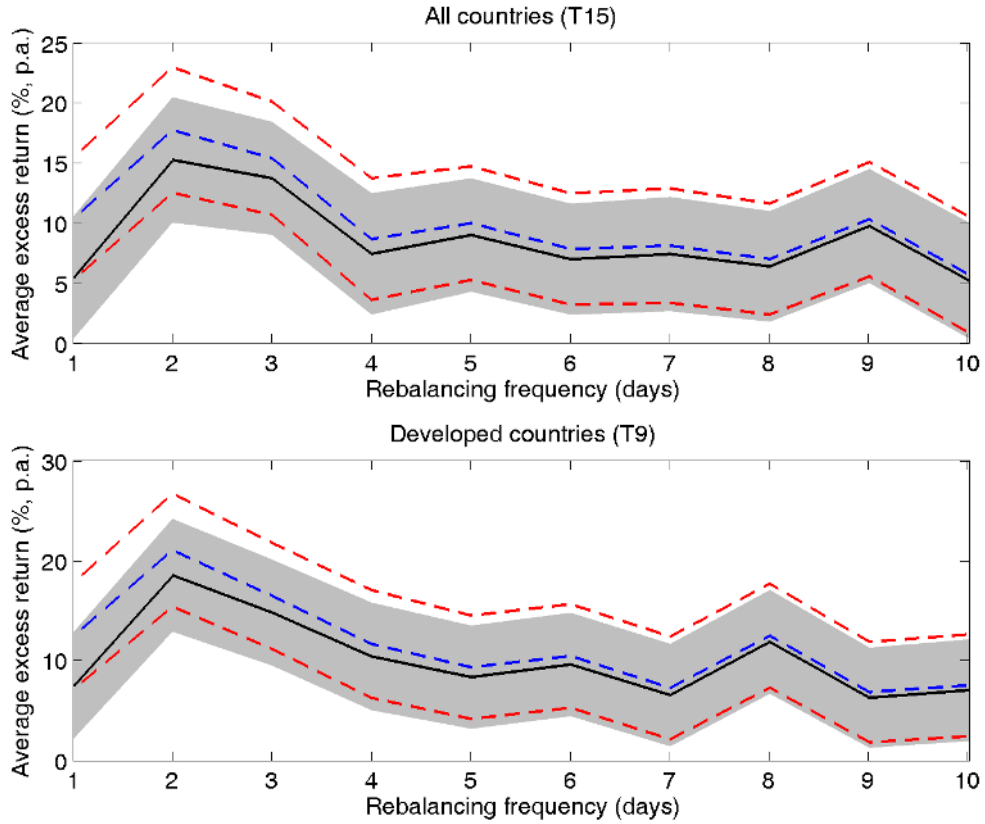 All countries (T15)
Average excess return (%, p.a.)
25
20
15
10
5
0
1 2 3 4 5 6 7 8 9 10
Rebalancing frequency (days)
Developed countries (T9)
Average excess return (%, p.a.)
30
20
10
0
1 2 3 4 5 6 7 8 9 10
Rebalancing frequency (days)